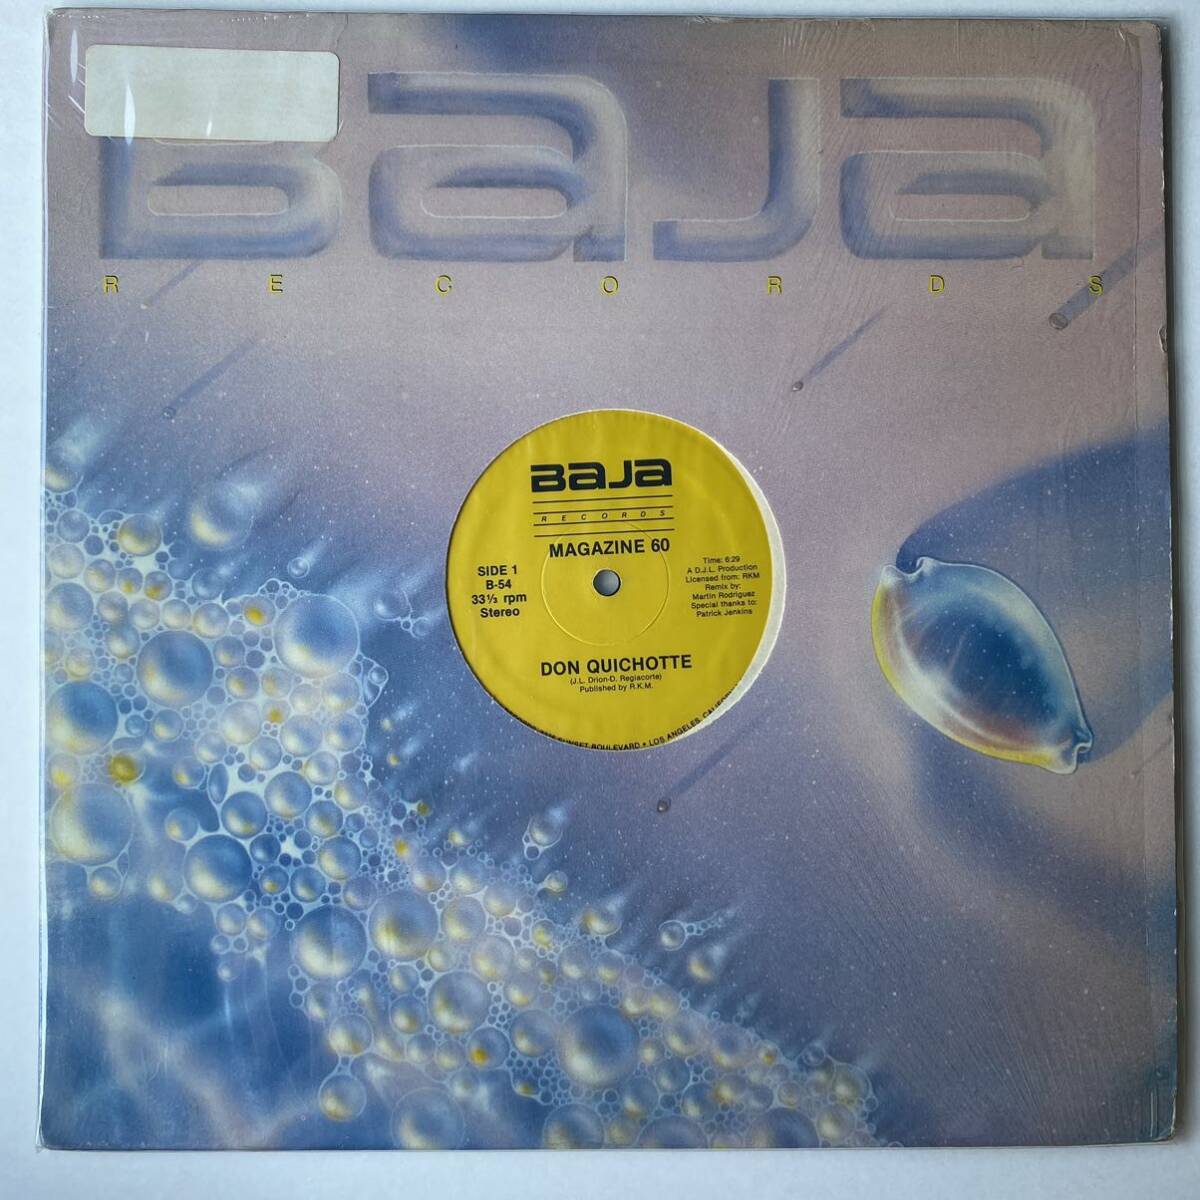 BAJA
RECORDS
BAJA
RECORDS
MAGAZINE 60
SIDE 1
B-54
33⅓ rpm
Stereo
Time: 6:29
A D.J.L. Production
Licensed from: RKM
Remix by:
Martin Rodriguez
Special thanks to:
Patrick Jenkins
DON QUICHOTTE
(J.L. Drion-D. Regiacorte)
Published by R.K.M.
SUNSET BOULEVARD • LOS ANGELES,